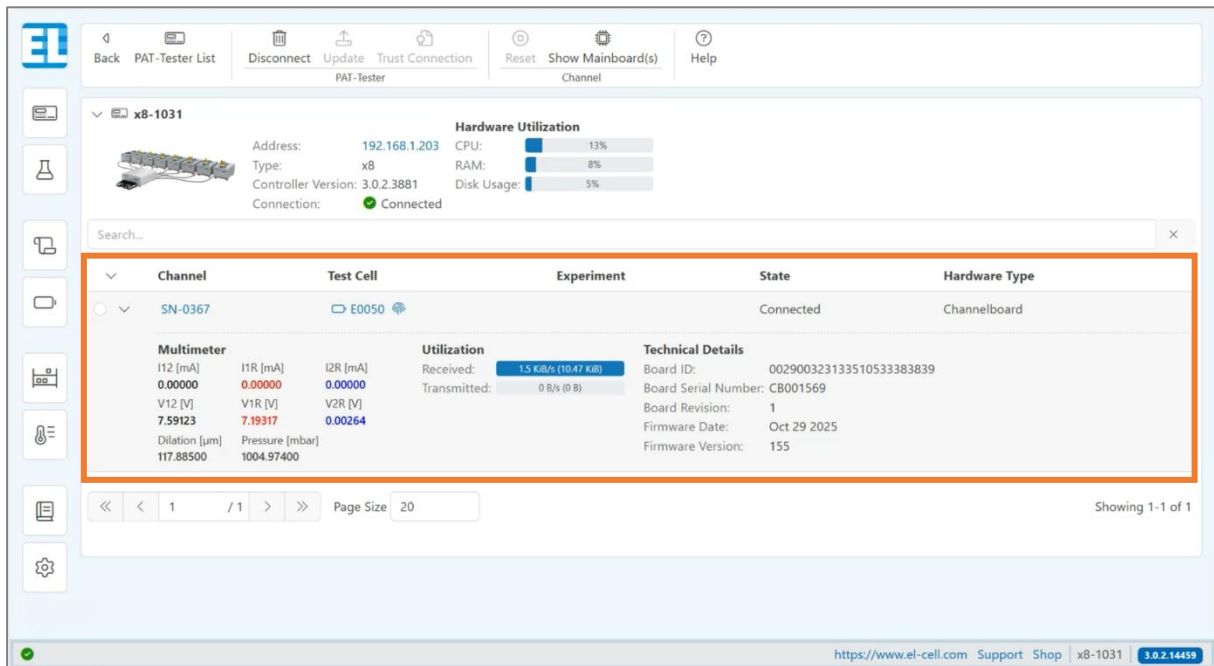 EL
Back
PAT-Tester List
Disconnect
Update
Trust Connection
PAT-Tester
Reset
Show Mainboard(s)
Channel
Help
x8-1031
Address: 192.168.1.203
Type: x8
Controller Version: 3.0.2.3881
Connection: Connected
Hardware Utilization
CPU: 13%
RAM: 8%
Disk Usage: 5%
Search...
Channel Test Cell Experiment State Hardware Type
SN-0367 E0050 Connected Channelboard
Multimeter
I12 [mA] I1R [mA] I2R [mA]
0.00000 0.00000 0.00000
V12 [V] V1R [V] V2R [V]
7.59123 7.19317 0.00264
Dilation [µm] Pressure [mbar]
117.88500 1004.97400
Utilization
Received: 1.5 KiB/s (10.47 KiB)
Transmitted: 0 B/s (0 B)
Technical Details
Board ID: 002900323133510533383839
Board Serial Number: CB001569
Board Revision: 1
Firmware Date: Oct 29 2025
Firmware Version: 155
1 / 1 Page Size 20 Showing 1-1 of 1
https://www.el-cell.com Support Shop x8-1031 3.0.2.14459